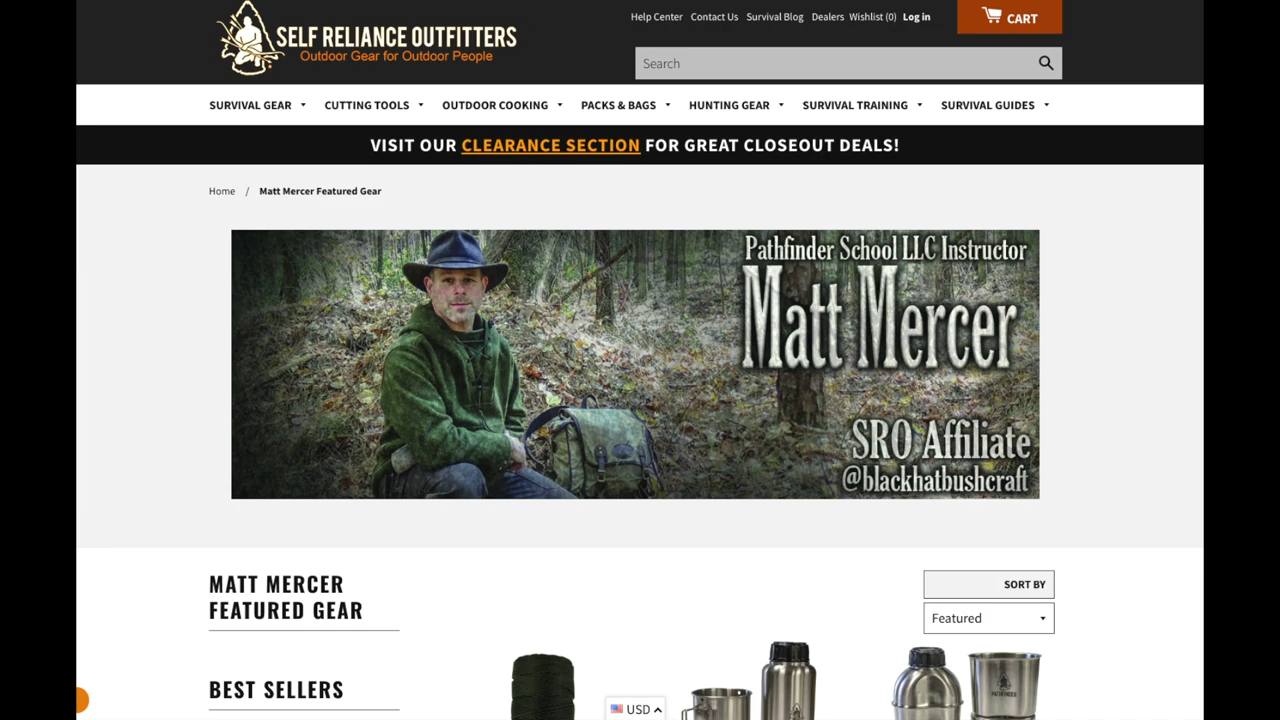 Help Center Contact Us Survival Blog Dealers Wishlist (0) Log in
CART
SELF RELIANCE OUTFITTERS
Outdoor Gear for Outdoor People
Search
SURVIVAL GEAR CUTTING TOOLS OUTDOOR COOKING PACKS & BAGS HUNTING GEAR SURVIVAL TRAINING SURVIVAL GUIDES
VISIT OUR CLEARANCE SECTION FOR GREAT CLOSEOUT DEALS!
Home / Matt Mercer Featured Gear
Pathfinder School LLC Instructor
Matt Mercer
SRO Affiliate
@blackhatbushcraft
MATT MERCER
FEATURED GEAR
SORT BY
Featured
BEST SELLERS
PATHFINDER
USD